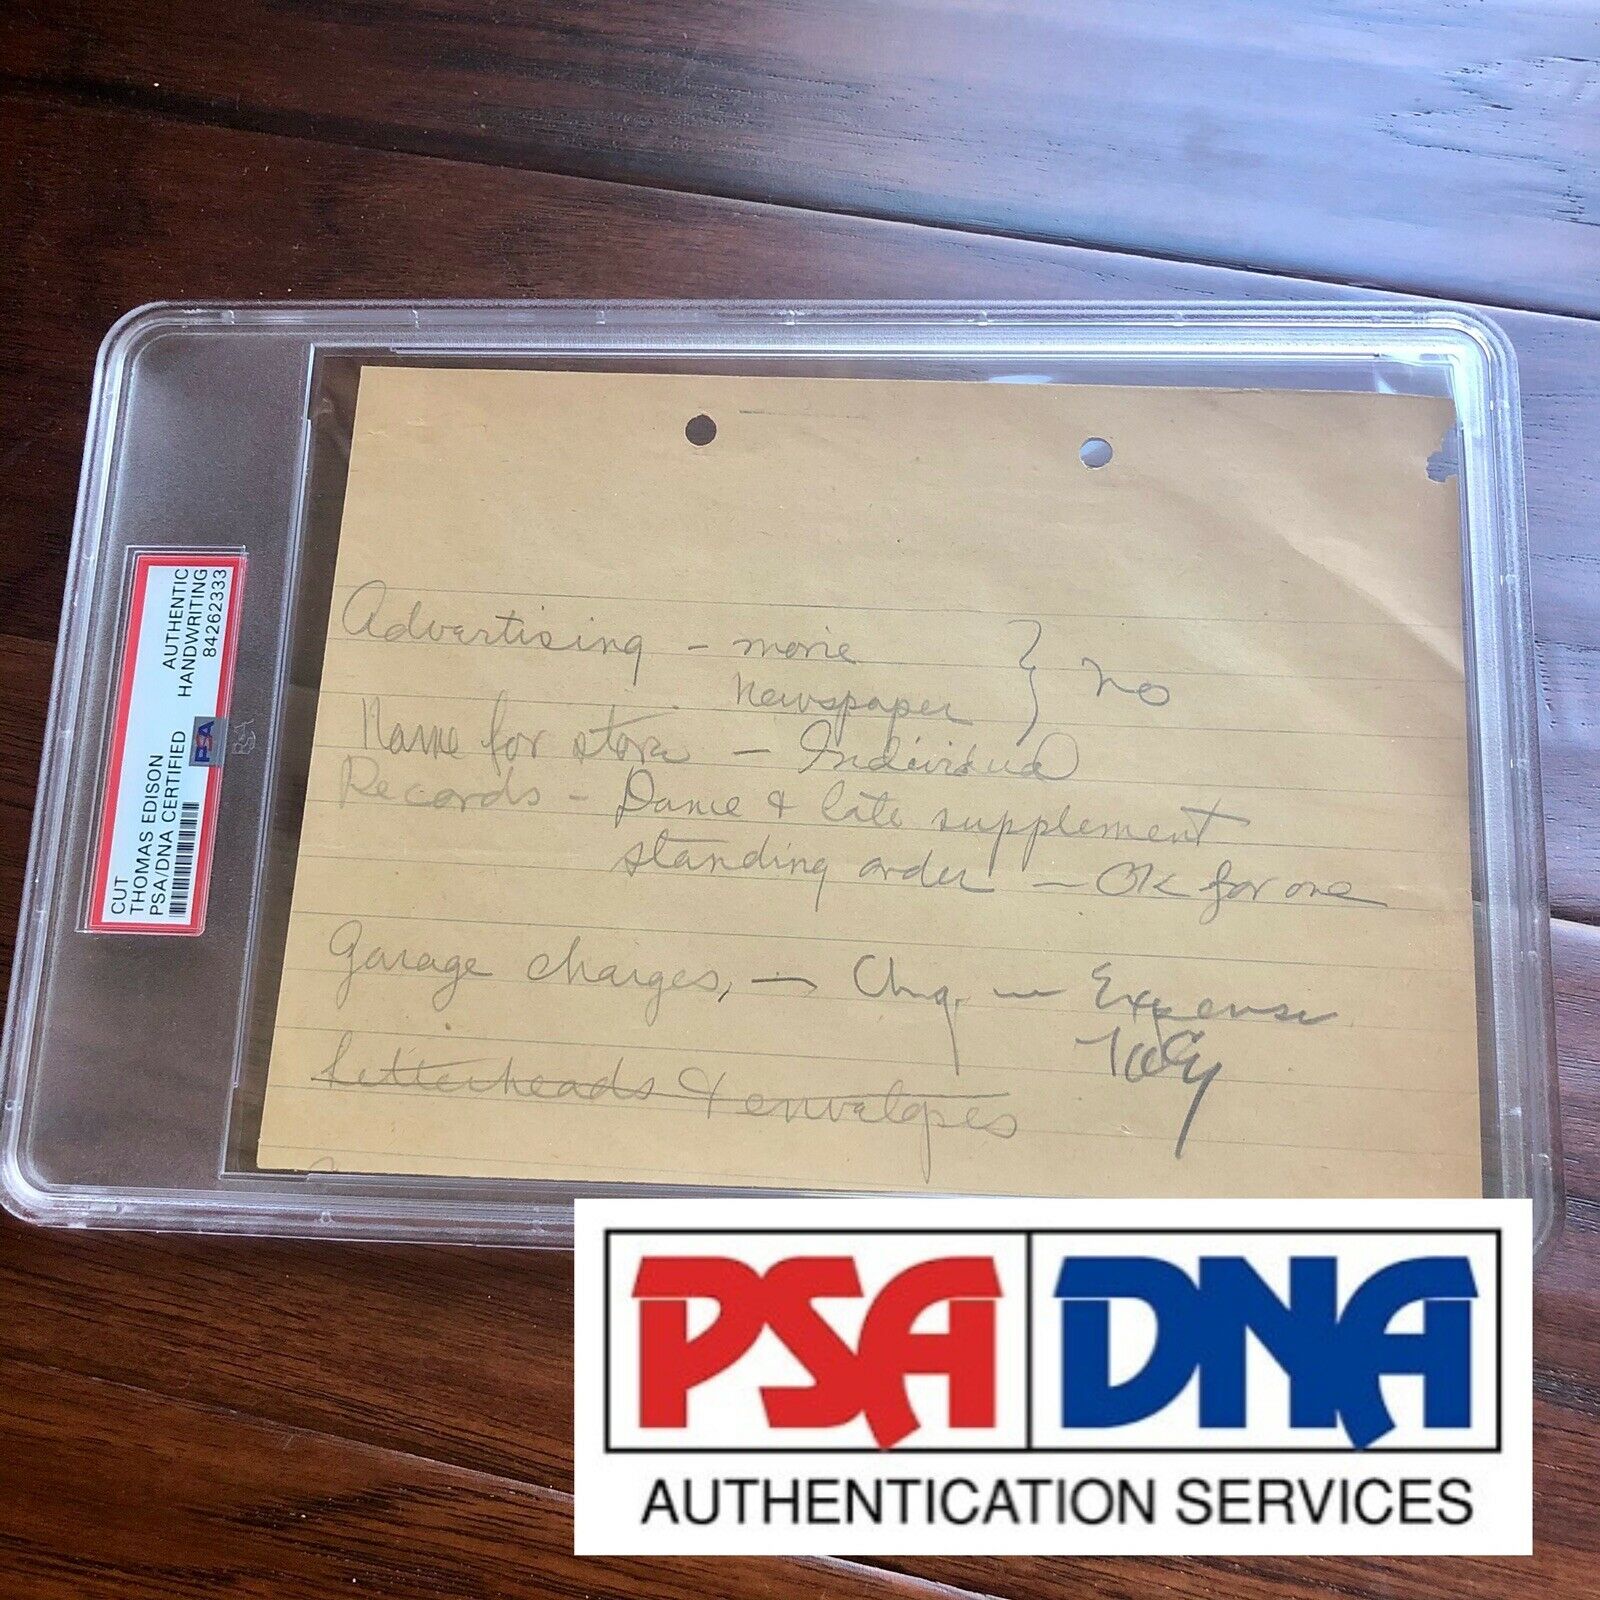 CUT AUTHENTIC
THOMAS EDISON HANDWRITING
PSA/DNA CERTIFIED 84262333
PSA
Advertising - movie } no
Newspaper
Name for store - Individual
Records - Dance & late supplement
standing order - OK for one
Garage charges, - Chg. - Expense
Letterheads & envelopes
PSA DNA
AUTHENTICATION SERVICES